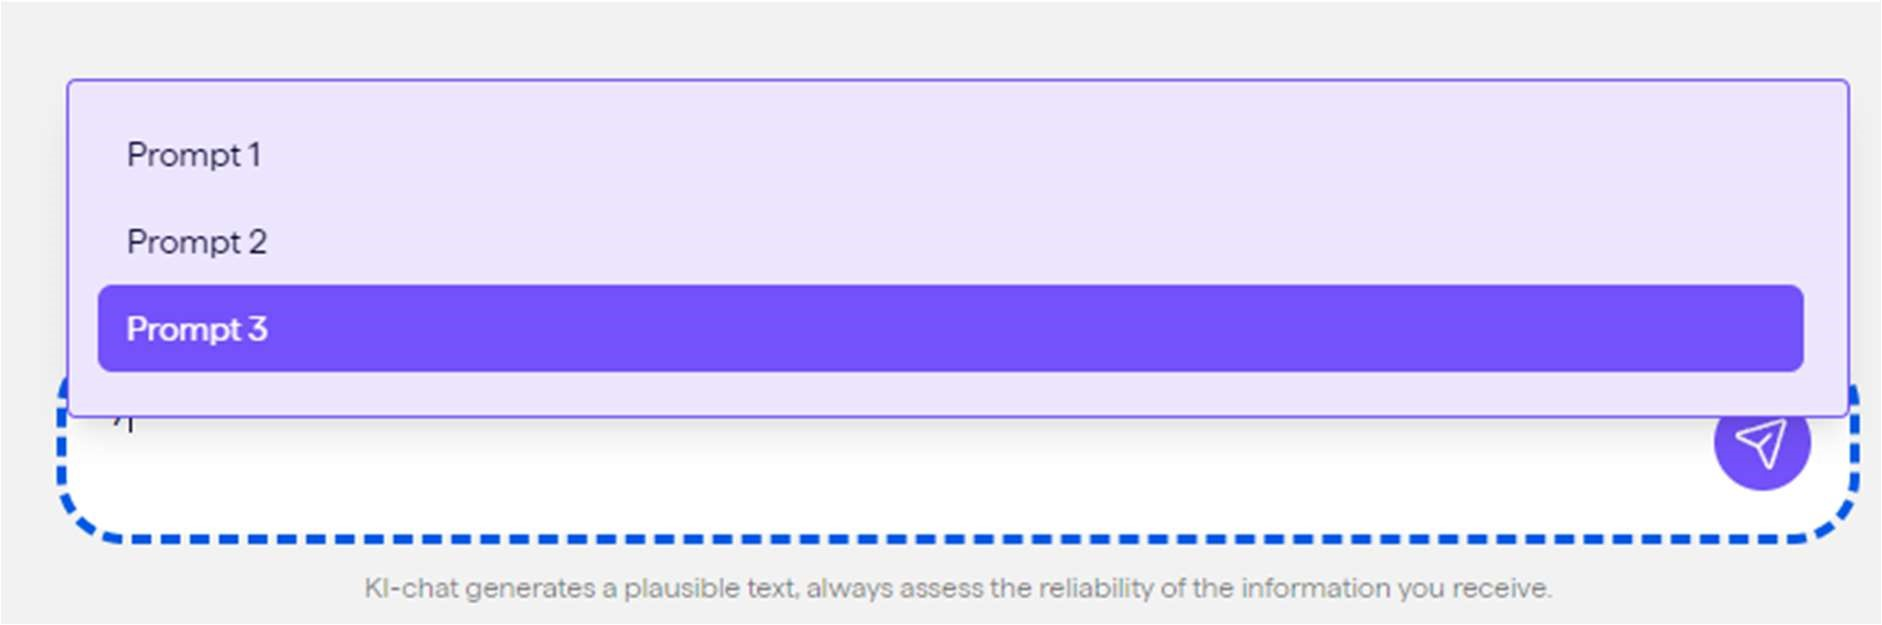 Prompt 1
Prompt 2
Prompt 3
KI-chat generates a plausible text, always assess the reliability of the information you receive.